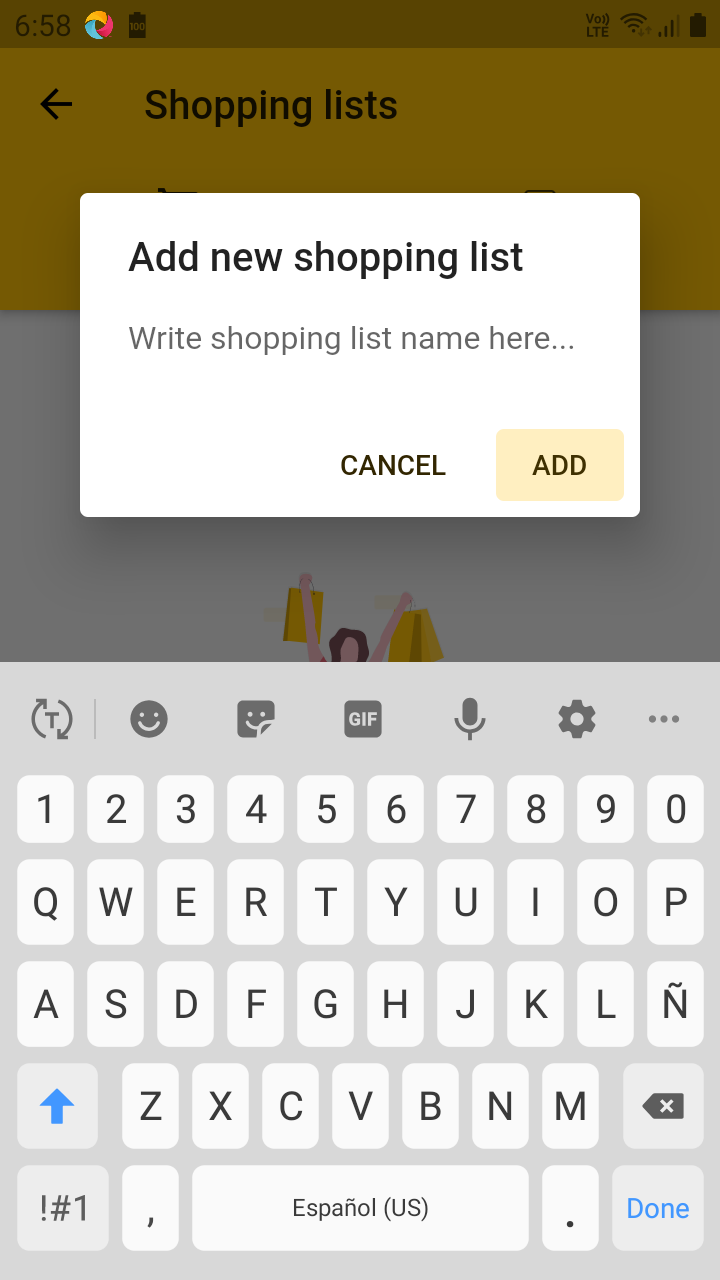 6:58 100 Vo)) LTE
Shopping lists
Add new shopping list
Write shopping list name here...
CANCEL ADD
T GIF
1 2 3 4 5 6 7 8 9 0
Q W E R T Y U I O P
A S D F G H J K L Ñ
Z X C V B N M
!#1 , Español (US) . Done